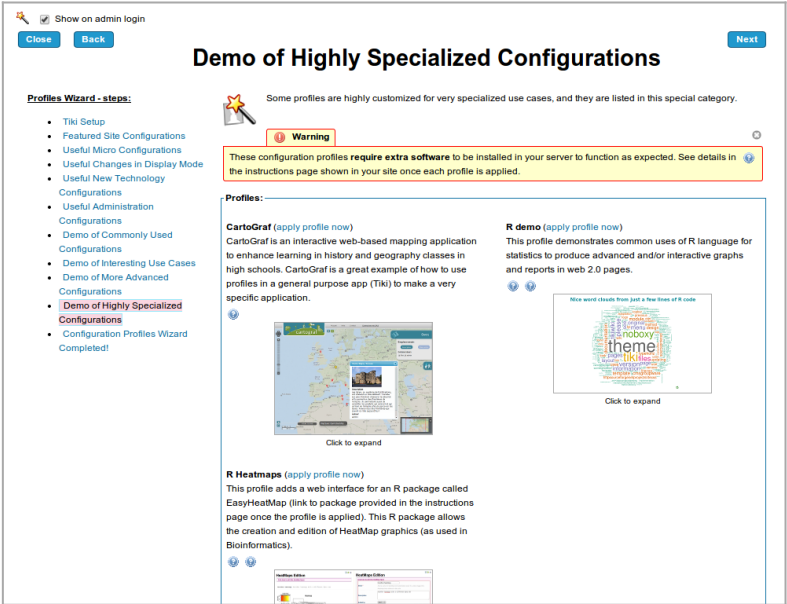 Show on admin login
Close
Back
Next
Demo of Highly Specialized Configurations
Profiles Wizard - steps:
Tiki Setup
Featured Site Configurations
Useful Micro Configurations
Useful Changes in Display Mode
Useful New Technology
Configurations
Useful Administration
Configurations
Demo of Commonly Used
Configurations
Demo of Interesting Use Cases
Demo of More Advanced
Configurations
Demo of Highly Specialized
Configurations
Configuration Profiles Wizard
Completed!
Some profiles are highly customized for very specialized use cases, and they are listed in this special category.
Warning
These configuration profiles require extra software to be installed in your server to function as expected. See details in
the instructions page shown in your site once each profile is applied.
Profiles:
CartoGraf (apply profile now)
CartoGraf is an interactive web-based mapping application
to enhance learning in history and geography classes in
high schools. CartoGraf is a great example of how to use
profiles in a general purpose app (Tiki) to make a very
specific application.
cartograf
Click to expand
R demo (apply profile now)
This profile demonstrates common uses of R language for
statistics to produce advanced and/or interactive graphs
and reports in web 2.0 pages.
Nice word clouds from just a few lines of R code
noboxy
theme
tiki files
Click to expand
R Heatmaps (apply profile now)
This profile adds a web interface for an R package called
EasyHeatMap (link to package provided in the instructions
page once the profile is applied). This R package allows
the creation and edition of HeatMap graphics (as used in
Bioinformatics).
HeatMaps Edition
HeatMaps Edition